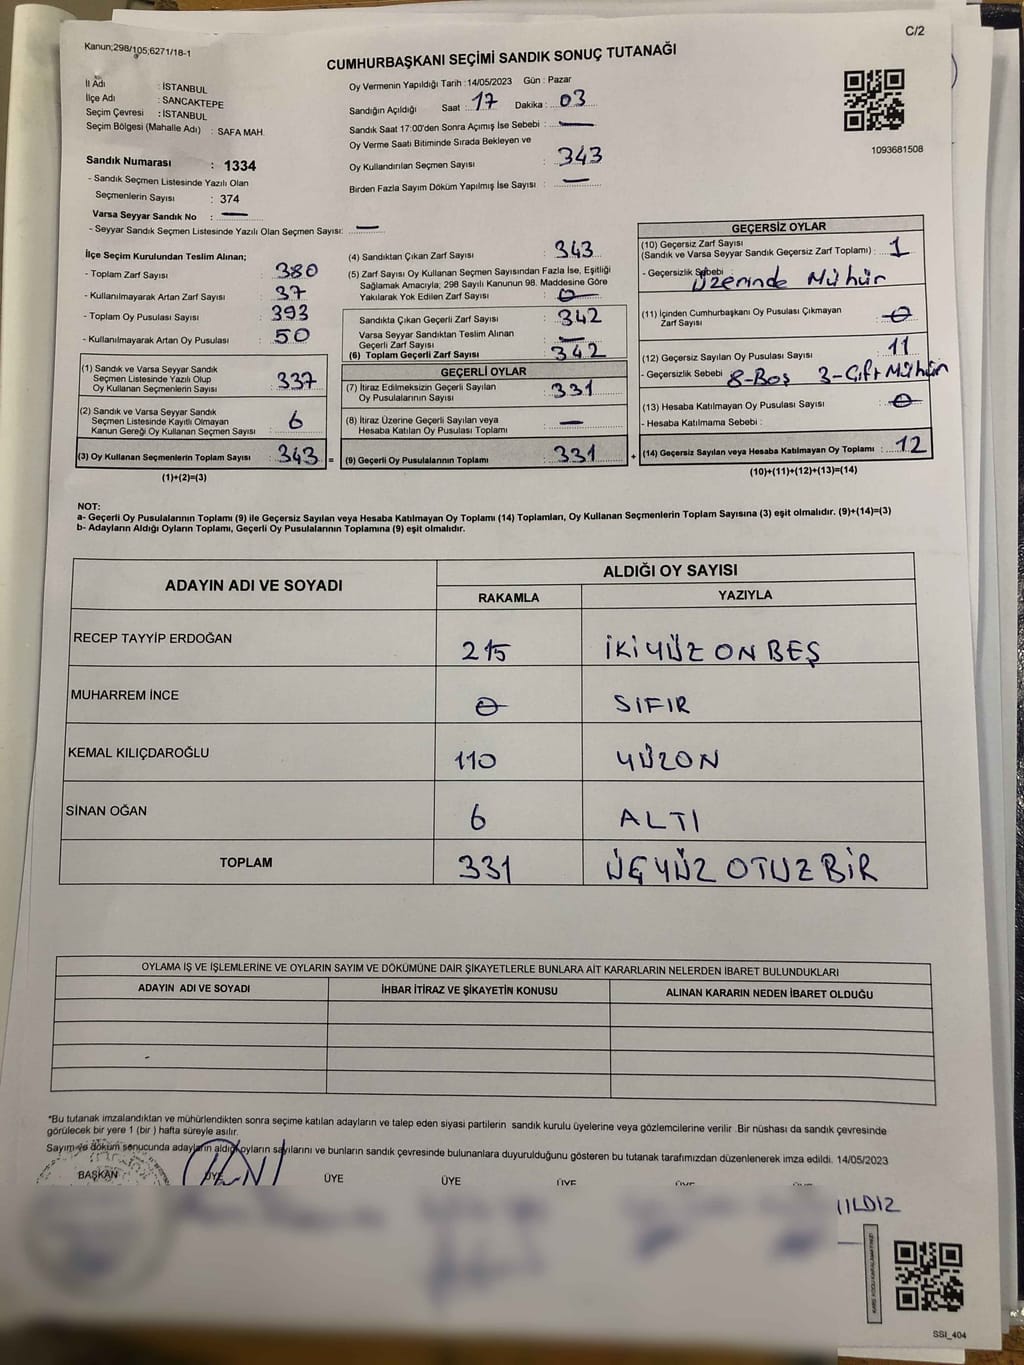 C/2
Kanun;298/105;6271/18-1
CUMHURBAŞKANI SEÇİMİ SANDIK SONUÇ TUTANAĞI
İl Adı : İSTANBUL
İlçe Adı : SANCAKTEPE
Seçim Çevresi : İSTANBUL
Seçim Bölgesi (Mahalle Adı) : SAFA MAH.
Sandık Numarası : 1334
- Sandık Seçmen Listesinde Yazılı Olan
Seçmenlerin Sayısı : 374
Varsa Seyyar Sandık No : —
- Seyyar Sandık Seçmen Listesinde Yazılı Olan Seçmen Sayısı: —
Oy Vermenin Yapıldığı Tarih :14/05/2023 Gün : Pazar
Sandığın Açıldığı Saat : 17 Dakika : 03
Sandık Saat 17:00'den Sonra Açımış İse Sebebi : —
Oy Verme Saati Bitiminde Sırada Bekleyen ve
Oy Kullandırılan Seçmen Sayısı : 343
Birden Fazla Sayım Döküm Yapılmış İse Sayısı : —
1093681508
İlçe Seçim Kurulundan Teslim Alınan;
- Toplam Zarf Sayısı : 380
- Kullanılmayarak Artan Zarf Sayısı : 37
- Toplam Oy Pusulası Sayısı : 393
- Kullanılmayarak Artan Oy Pusulası : 50
(1) Sandık ve Varsa Seyyar Sandık
Seçmen Listesinde Yazılı Olup
Oy Kullanan Seçmenlerin Sayısı : 337
(2) Sandık ve Varsa Seyyar Sandık
Seçmen Listesinde Kayıtlı Olmayan
Kanun Gereği Oy Kullanan Seçmen Sayısı : 6
(3) Oy Kullanan Seçmenlerin Toplam Sayısı : 343 =
(1)+(2)=(3)
(4) Sandıktan Çıkan Zarf Sayısı : 343
(5) Zarf Sayısı Oy Kullanan Seçmen Sayısından Fazla İse, Eşitliği
Sağlamak Amacıyla; 298 Sayılı Kanunun 98. Maddesine Göre
Yakılarak Yok Edilen Zarf Sayısı : 0
Sandıkta Çıkan Geçerli Zarf Sayısı : 342
Varsa Seyyar Sandıktan Teslim Alınan
Geçerli Zarf Sayısı : —
(6) Toplam Geçerli Zarf Sayısı : 342
GEÇERLİ OYLAR
(7) İtiraz Edilmeksizin Geçerli Sayılan
Oy Pusulalarının Sayısı : 331
(8) İtiraz Üzerine Geçerli Sayılan veya
Hesaba Katılan Oy Pusulası Toplamı : —
(9) Geçerli Oy Pusulalarının Toplamı : 331 +
GEÇERSİZ OYLAR
(10) Geçersiz Zarf Sayısı
(Sandık ve Varsa Seyyar Sandık Geçersiz Zarf Toplamı) : 1
- Geçersizlik Sebebi : Üzerinde Mühür
(11) İçinden Cumhurbaşkanı Oy Pusulası Çıkmayan
Zarf Sayısı : 0
(12) Geçersiz Sayılan Oy Pusulası Sayısı : 11
- Geçersizlik Sebebi 8-Boş 3-Çift Mühür
(13) Hesaba Katılmayan Oy Pusulası Sayısı : 0
- Hesaba Katılmama Sebebi :
(14) Geçersiz Sayılan veya Hesaba Katılmayan Oy Toplamı : 12
(10)+(11)+(12)+(13)=(14)
NOT:
a- Geçerli Oy Pusulalarının Toplamı (9) ile Geçersiz Sayılan veya Hesaba Katılmayan Oy Toplamı (14) Toplamları, Oy Kullanan Seçmenlerin Toplam Sayısına (3) eşit olmalıdır. (9)+(14)=(3)
b- Adayların Aldığı Oyların Toplamı, Geçerli Oy Pusulalarının Toplamına (9) eşit olmalıdır.
ADAYIN ADI VE SOYADI ALDIĞI OY SAYISI
RAKAMLA YAZIYLA
RECEP TAYYİP ERDOĞAN 215 İKİYÜZ ON BEŞ
MUHARREM İNCE 0 SIFIR
KEMAL KILIÇDAROĞLU 110 YÜZON
SİNAN OĞAN 6 ALTI
TOPLAM 331 ÜÇYÜZ OTUZ BİR
OYLAMA İŞ VE İŞLEMLERİNE VE OYLARIN SAYIM VE DÖKÜMÜNE DAİR ŞİKAYETLERLE BUNLARA AİT KARARLARIN NELERDEN İBARET BULUNDUKLARI
ADAYIN ADI VE SOYADI İHBAR İTİRAZ VE ŞİKAYETİN KONUSU ALINAN KARARIN NEDEN İBARET OLDUĞU
*Bu tutanak imzalandıktan ve mühürlendikten sonra seçime katılan adayların ve talep eden siyasi partilerin sandık kurulu üyelerine veya gözlemcilerine verilir .Bir nüshası da sandık çevresinde
görülecek bir yere 1 (bir ) hafta süreyle asılır.
Sayım ve döküm sonucunda adayların aldığı oyların sayılarını ve bunların sandık çevresinde bulunanlara duyurulduğunu gösteren bu tutanak tarafımızdan düzenlenerek imza edildi. 14/05/2023
BAŞKAN ÜYE ÜYE ÜYE ÜYE
SSI_404